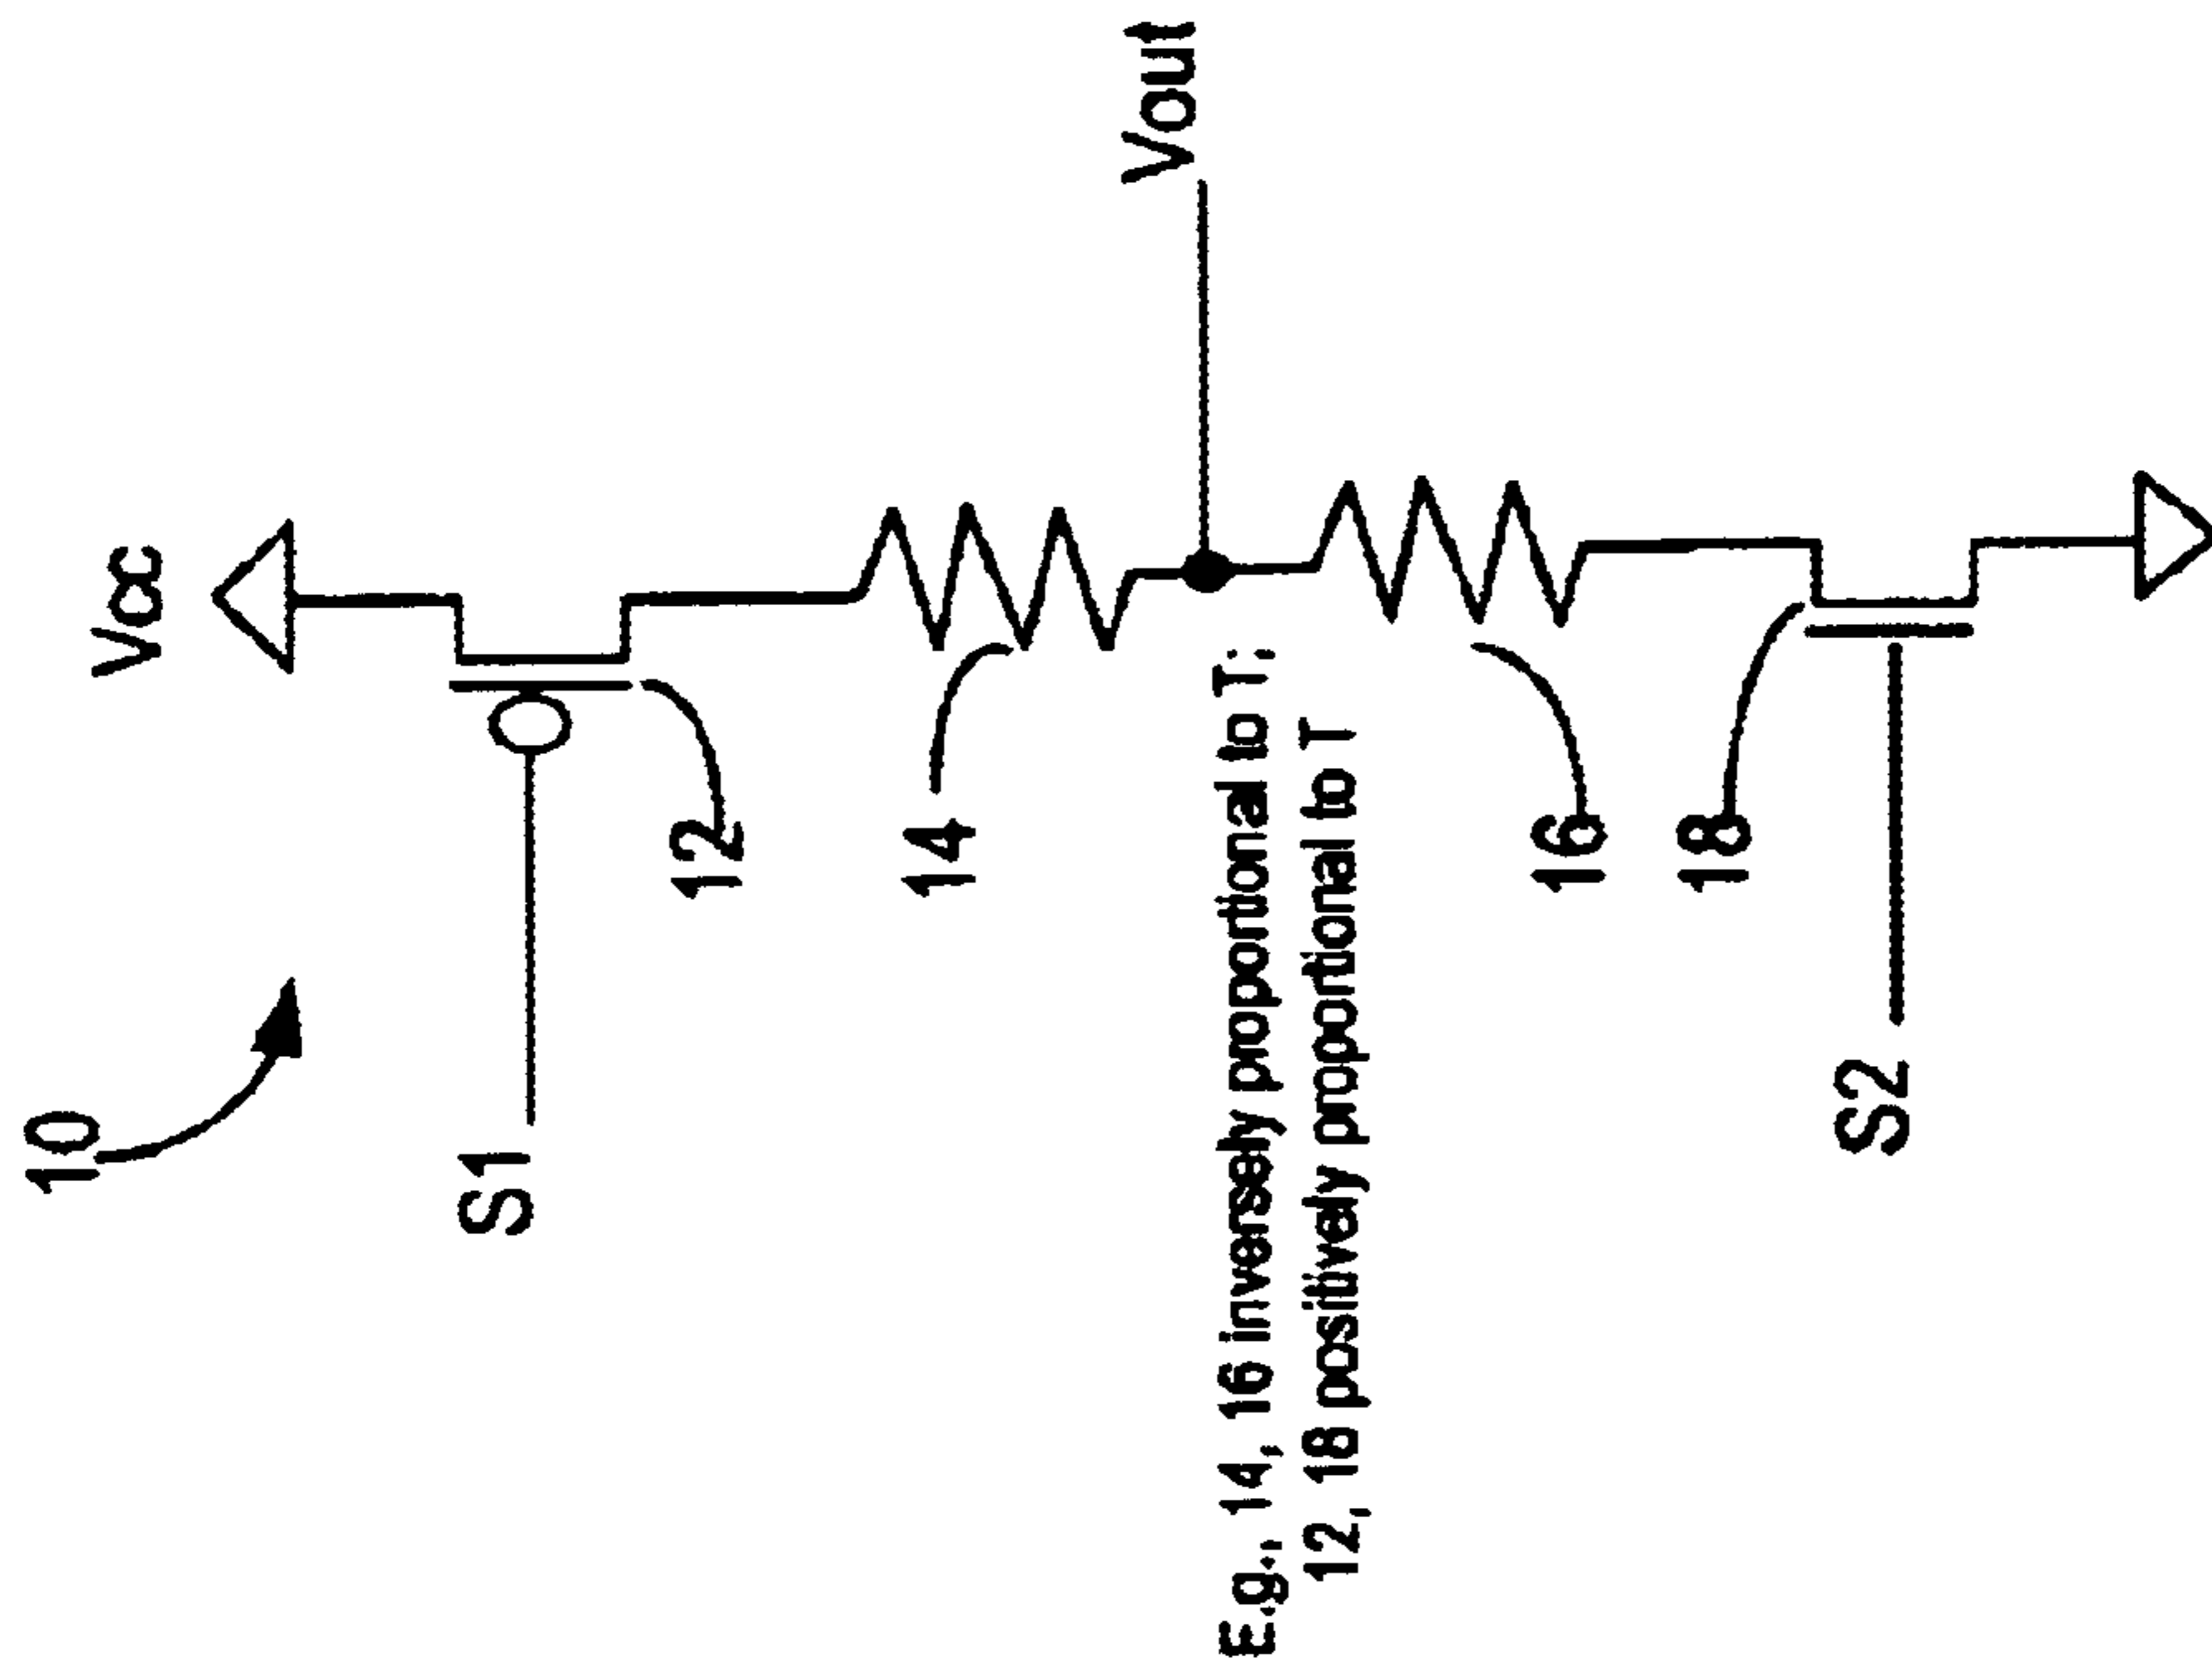 10
Vcc
S1
12
14
Vout
E.g., 14, 16 inversely proportional to T;
12, 18 positively proportional to T
16
18
S2